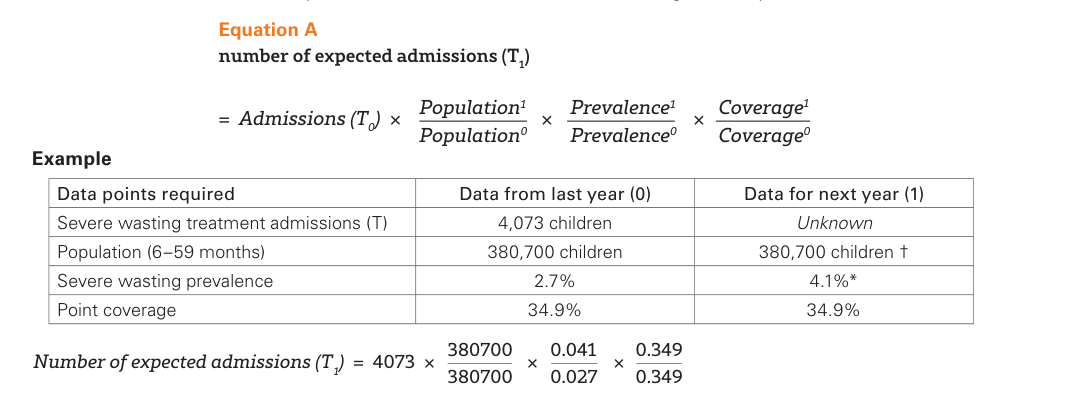 Equation A
number of expected admissions (T1)
= Admissions (T0) × Population¹/Population⁰ × Prevalence¹/Prevalence⁰ × Coverage¹/Coverage⁰
Example
Data points required Data from last year (0) Data for next year (1)
Severe wasting treatment admissions (T) 4,073 children Unknown
Population (6–59 months) 380,700 children 380,700 children †
Severe wasting prevalence 2.7% 4.1%*
Point coverage 34.9% 34.9%
Number of expected admissions (T1) = 4073 × 380700/380700 × 0.041/0.027 × 0.349/0.349